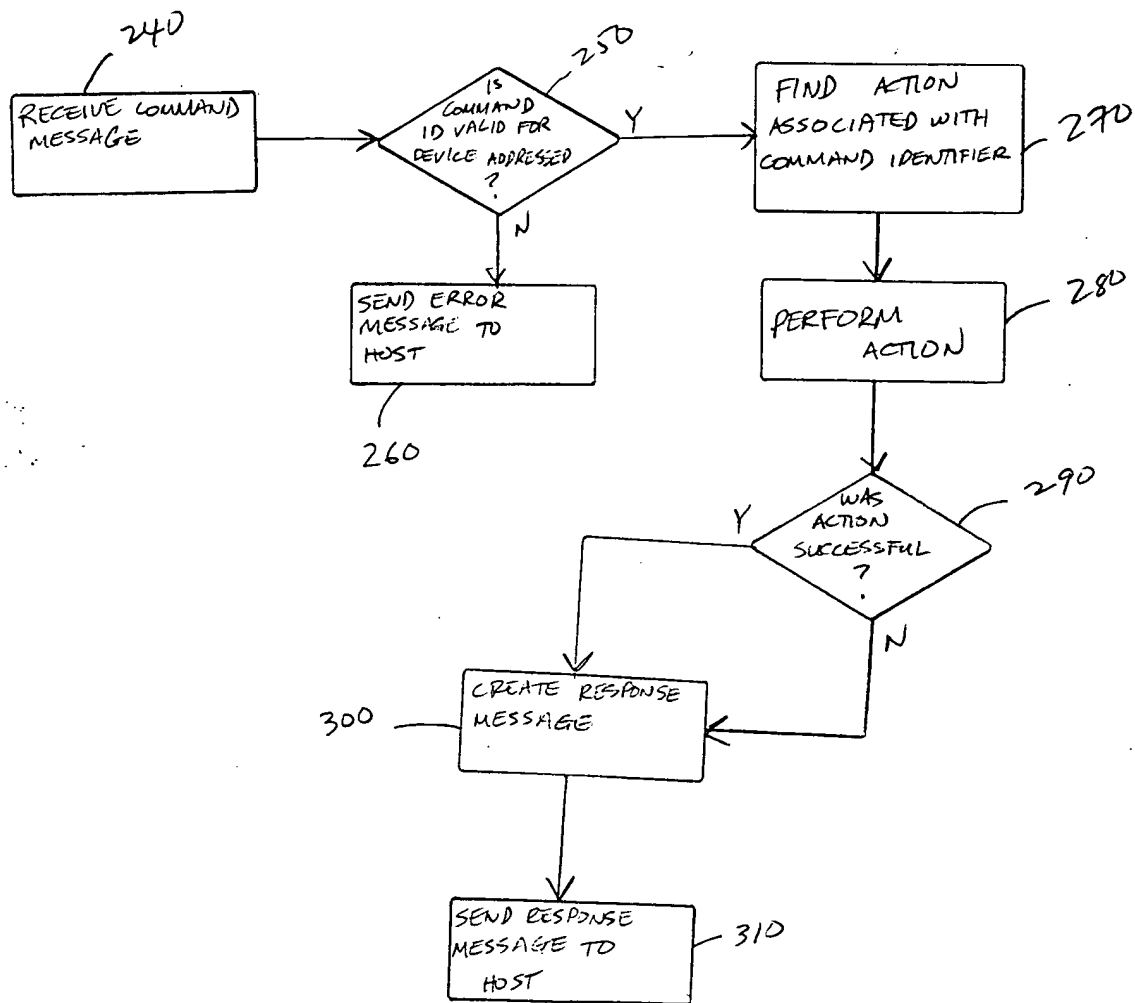 240
RECEIVE COMMAND
MESSAGE
250
IS
COMMAND
ID VALID FOR
DEVICE ADDRESSED
?
Y
N
FIND ACTION
ASSOCIATED WITH
COMMAND IDENTIFIER
270
SEND ERROR
MESSAGE TO
HOST
260
PERFORM
ACTION
280
WAS
ACTION
SUCCESSFUL
?
290
Y
N
CREATE RESPONSE
MESSAGE
300
SEND RESPONSE
MESSAGE TO
HOST
310